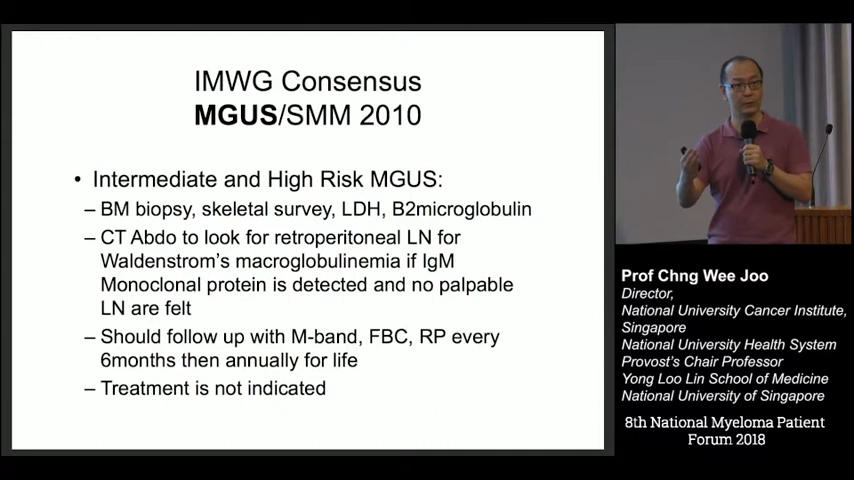 IMWG Consensus
MGUS/SMM 2010
• Intermediate and High Risk MGUS:
– BM biopsy, skeletal survey, LDH, B2microglobulin
– CT Abdo to look for retroperitoneal LN for
Waldenstrom's macroglobulinemia if IgM
Monoclonal protein is detected and no palpable
LN are felt
– Should follow up with M-band, FBC, RP every
6months then annually for life
– Treatment is not indicated
Prof Chng Wee Joo
Director,
National University Cancer Institute,
Singapore
National University Health System
Provost's Chair Professor
Yong Loo Lin School of Medicine
National University of Singapore
8th National Myeloma Patient
Forum 2018